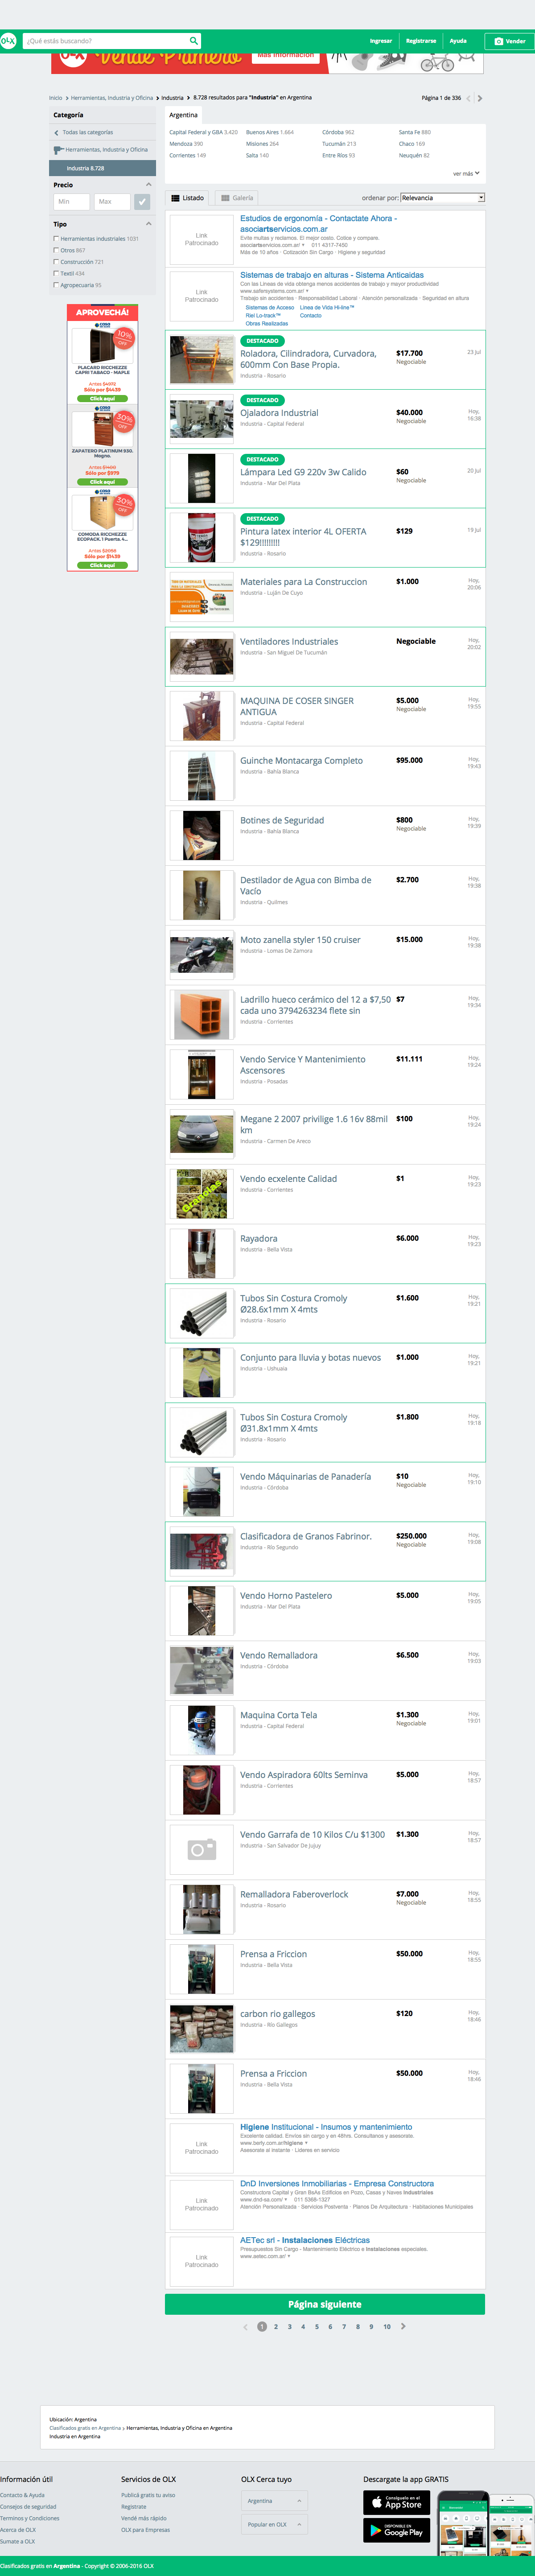 OLX
¿Qué estás buscando?
Ingresar
Registrarse
Ayuda
Vender
Vende Primero
Más información
Inicio > Herramientas, Industria y Oficina > Industria > 8.728 resultados para "Industria" en Argentina
Página 1 de 336
Categoría
Todas las categorías
Herramientas, Industria y Oficina
Industria 8.728
Precio
Min
Max
Tipo
Herramientas industriales 1031
Otros 867
Construcción 721
Textil 434
Agropecuaria 95
APROVECHÁ!
10% OFF
PLACARD RICCHEZZE
CAPRI TABACO - MAPLE
Sólo por $4439
Click aquí
30% OFF
ZAPATERO PLATINUM 930.
Mogno.
Sólo por $979
Click aquí
30% OFF
COMODA RICCHEZZE
ECOPACK. 1 Puerta. 4...
Sólo por $1435
Click aquí
Argentina
Capital Federal y GBA 3.420
Buenos Aires 1.664
Córdoba 962
Santa Fe 880
Mendoza 390
Misiones 264
Tucumán 213
Chaco 169
Corrientes 149
Salta 140
Entre Ríos 93
Neuquén 82
ver más
Listado
Galería
ordenar por: Relevancia
Link
Patrocinado
Estudios de ergonomía - Contactate Ahora -
asociartservicios.com.ar
Evite multas y reclamos. El mejor costo. Cotice y compare.
asociartservicios.com.ar/ 011 4317-7450
Más de 10 años · Cotización Sin Cargo · Higiene y seguridad
Link
Patrocinado
Sistemas de trabajo en alturas - Sistema Anticaidas
Con las Líneas de vida obtenga menos accidentes de trabajo y mayor productividad
www.safersystems.com.ar/
Trabajo sin accidentes · Responsabilidad Laboral · Atención personalizada · Seguridad en altura
Sistemas de Acceso
Linea de Vida Hi-line™
Riel Lo-track™
Contacto
Obras Realizadas
DESTACADO
Roladora, Cilindradora, Curvadora,
600mm Con Base Propia.
Industria - Rosario
$17.700
Negociable
23 Jul
DESTACADO
Ojaladora Industrial
Industria - Capital Federal
$40.000
Negociable
Hoy,
16:38
DESTACADO
Lámpara Led G9 220v 3w Calido
Industria - Mar Del Plata
$60
Negociable
20 Jul
DESTACADO
Pintura latex interior 4L OFERTA
$129!!!!!!!!!
Industria - Rosario
$129
19 Jul
Materiales para La Construccion
Industria - Luján De Cuyo
$1.000
Hoy,
20:06
Ventiladores Industriales
Industria - San Miguel De Tucumán
Negociable
Hoy,
20:02
MAQUINA DE COSER SINGER
ANTIGUA
Industria - Capital Federal
$5.000
Negociable
Hoy,
19:55
Guinche Montacarga Completo
Industria - Bahía Blanca
$95.000
Hoy,
19:43
Botines de Seguridad
Industria - Bahía Blanca
$800
Negociable
Hoy,
19:39
Destilador de Agua con Bimba de
Vacío
Industria - Quilmes
$2.700
Hoy,
19:38
Moto zanella styler 150 cruiser
Industria - Lomas De Zamora
$15.000
Hoy,
19:38
Ladrillo hueco cerámico del 12 a $7,50
cada uno 3794263234 flete sin
Industria - Corrientes
$7
Hoy,
19:34
Vendo Service Y Mantenimiento
Ascensores
Industria - Posadas
$11.111
Hoy,
19:24
Megane 2 2007 privilige 1.6 16v 88mil
km
Industria - Carmen De Areco
$100
Hoy,
19:24
Granolas
Vendo ecxelente Calidad
Industria - Corrientes
$1
Hoy,
19:23
Rayadora
Industria - Bella Vista
$6.000
Hoy,
19:23
Tubos Sin Costura Cromoly
Ø28.6x1mm X 4mts
Industria - Rosario
$1.600
Hoy,
19:21
Conjunto para lluvia y botas nuevos
Industria - Ushuaia
$1.000
Hoy,
19:21
Tubos Sin Costura Cromoly
Ø31.8x1mm X 4mts
Industria - Rosario
$1.800
Hoy,
19:18
Vendo Máquinarias de Panadería
Industria - Córdoba
$10
Negociable
Hoy,
19:10
Clasificadora de Granos Fabrinor.
Industria - Río Segundo
$250.000
Negociable
Hoy,
19:08
Vendo Horno Pastelero
Industria - Mar Del Plata
$5.000
Hoy,
19:05
Vendo Remalladora
Industria - Córdoba
$6.500
Hoy,
19:03
Maquina Corta Tela
Industria - Capital Federal
$1.300
Negociable
Hoy,
19:01
Vendo Aspiradora 60lts Seminva
Industria - Corrientes
$5.000
Hoy,
18:57
Vendo Garrafa de 10 Kilos C/u $1300
Industria - San Salvador De Jujuy
$1.300
Hoy,
18:57
Remalladora Faberoverlock
Industria - Rosario
$7.000
Negociable
Hoy,
18:55
Prensa a Friccion
Industria - Bella Vista
$50.000
Hoy,
18:55
carbon rio gallegos
Industria - Río Gallegos
$120
Hoy,
18:46
Prensa a Friccion
Industria - Bella Vista
$50.000
Hoy,
18:46
Link
Patrocinado
Higiene Institucional - Insumos y mantenimiento
Excelente calidad. Envíos sin cargo y en 48hrs. Consultanos y asesorate.
www.berfy.com.ar/higiene
Asesorate al instante · Líderes en servicio
Link
Patrocinado
DnD Inversiones Inmobiliarias - Empresa Constructora
Constructora Capital y Gran BsAs Edificios en Pozo, Casas y Naves Industriales
www.dnd-sa.com/ 011 5368-1327
Atención Personalizada · Servicios Postventa · Planos De Arquitectura · Habilitaciones Municipales
Link
Patrocinado
AETec srl - Instalaciones Eléctricas
Presupuestos Sin Cargo - Mantenimiento Eléctrico e instalaciones especiales.
www.aetec.com.ar/
Página siguiente
1 2 3 4 5 6 7 8 9 10
Ubicación: Argentina
Clasificados gratis en Argentina > Herramientas, Industria y Oficina en Argentina
Industria en Argentina
Información útil
Contacto & Ayuda
Consejos de seguridad
Terminos y Condiciones
Acerca de OLX
Sumate a OLX
Servicios de OLX
Publicá gratis tu aviso
Registrate
Vendé más rápido
OLX para Empresas
OLX Cerca tuyo
Argentina
Popular en OLX
Descargate la app GRATIS
Consíguelo en el
App Store
DISPONIBLE EN
Google Play
Clasificados gratis en Argentina - Copyright © 2006-2016 OLX